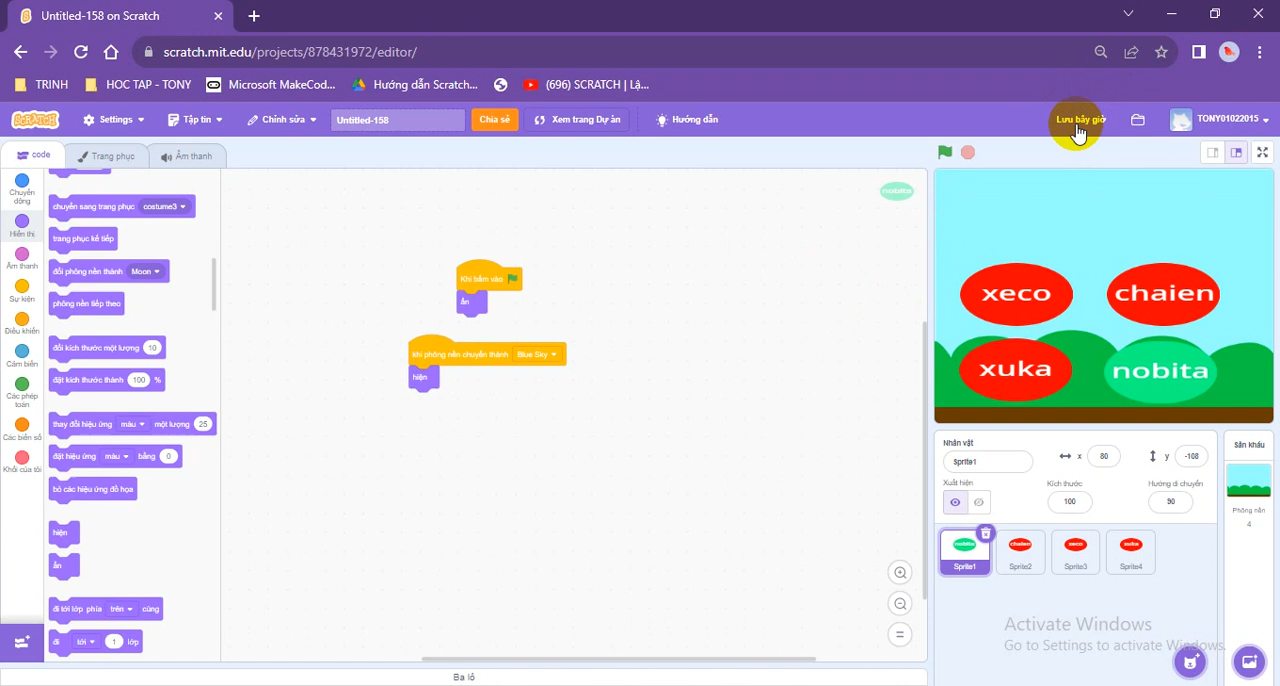 Untitled-158 on Scratch
scratch.mit.edu/projects/878431972/editor/
TRINH HOC TAP - TONY Microsoft MakeCod... Hướng dẫn Scratch... (696) SCRATCH | Lậ...
SCRATCH Settings Tập tin Chỉnh sửa Untitled-158 Chia sẻ Xem trang Dự án Hướng dẫn Lưu bây giờ TONY01022015
code Trang phục Âm thanh
Chuyển động
Hiển thị
Âm thanh
Sự kiện
Điều khiển
Cảm biến
Các phép toán
Các biến số
Khối của tôi
chuyển sang trang phục costume3
trang phục kế tiếp
đổi phông nền thành Moon
phông nền tiếp theo
đổi kích thước một lượng 10
đặt kích thước thành 100 %
thay đổi hiệu ứng màu một lượng 25
đặt hiệu ứng màu bằng 0
bỏ các hiệu ứng đồ họa
hiện
ẩn
đi tới lớp phía trên cùng
đi tới 1 lớp
nobita
Khi bấm vào
ẩn
khi phông nền chuyển thành Blue Sky
hiện
xeco chaien
xuka nobita
Nhân vật
Sprite1 x 80 y -108
Xuất hiện Kích thước Hướng di chuyển
100 90
nobita chaien xeco xuka
Sprite1 Sprite2 Sprite3 Sprite4
Sân khấu
Phông nền
4
Activate Windows
Go to Settings to activate Windows.
Ba lô